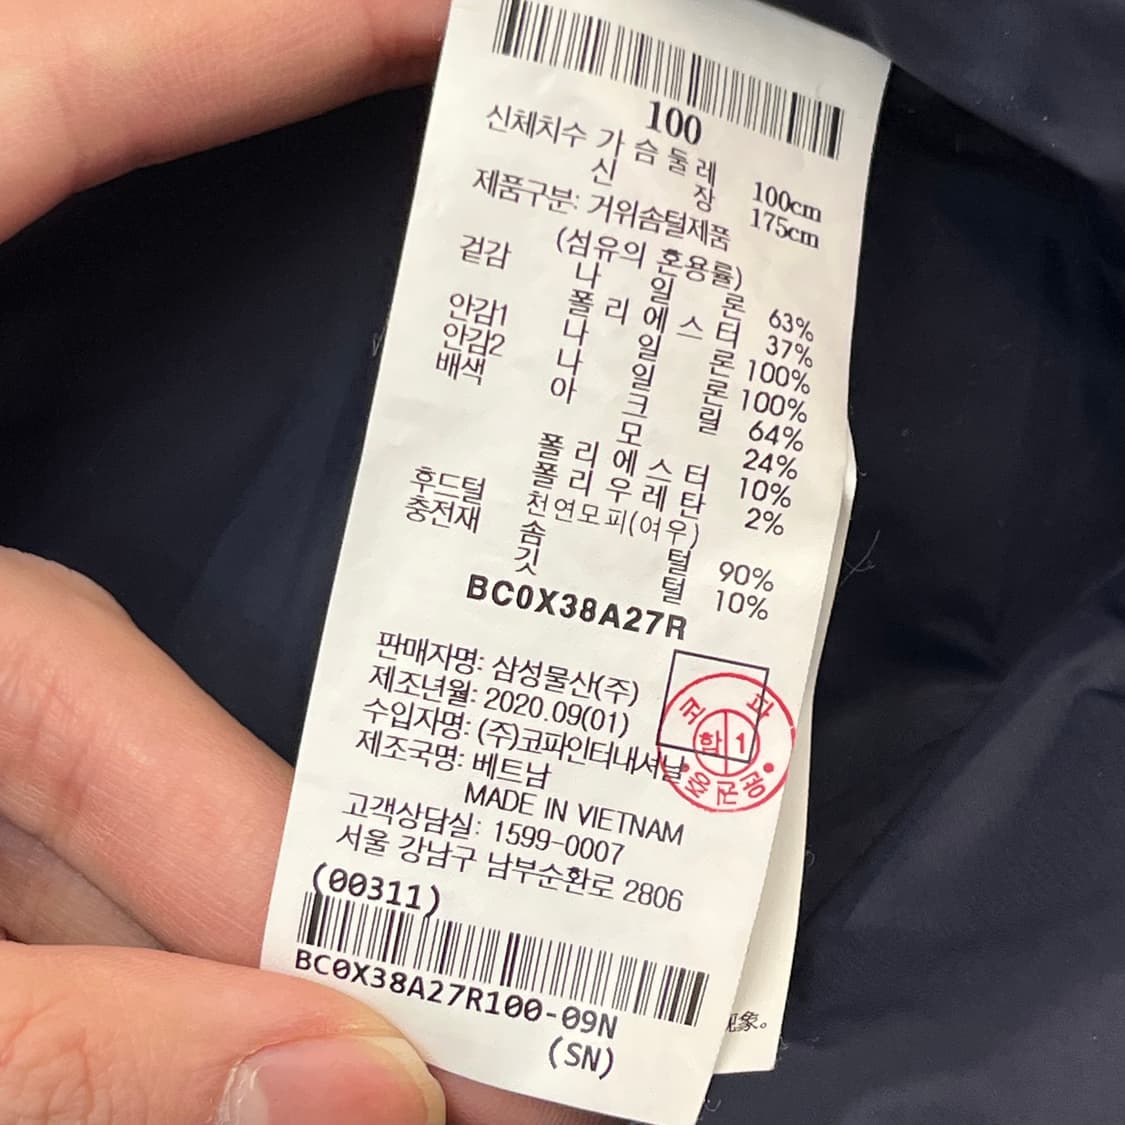 100
신체치수 가슴둘레 100cm
신장 175cm
제품구분: 거위솜털제품
(섬유의 혼용률)
겉감 나일론 63%
폴리에스터 37%
안감1 나일론 100%
안감2 나일론 100%
배색 아크릴 64%
모 24%
폴리에스터 10%
폴리우레탄 2%
후드털 천연모피(여우)
충전재 솜털 90%
깃털 10%
BC0X38A27R
판매자명: 삼성물산(주)
제조년월: 2020.09(01)
수입자명: (주)코파인터내셔날
제조국명: 베트남
MADE IN VIETNAM
고객상담실: 1599-0007
서울 강남구 남부순환로 2806
(00311)
BC0X38A27R100-09N
(SN)
합 1
现象。